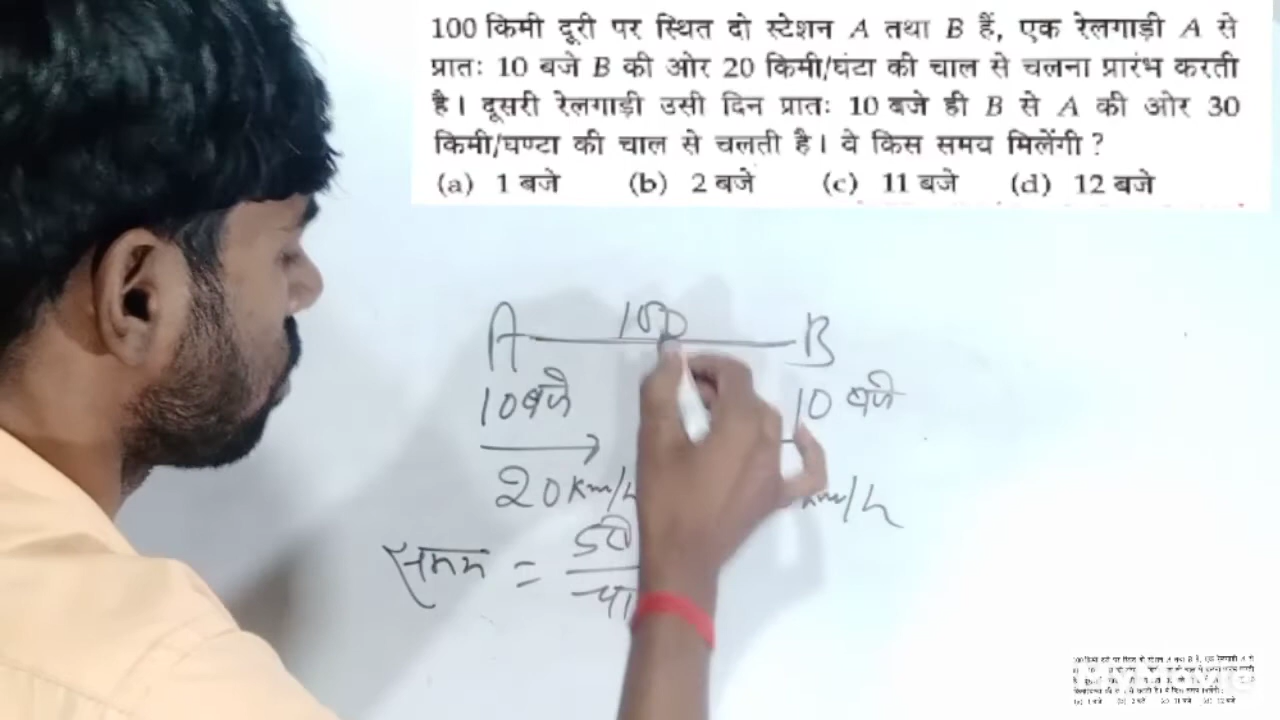 100 किमी दूरी पर स्थित दो स्टेशन A तथा B हैं, एक रेलगाड़ी A से
प्रातः 10 बजे B की ओर 20 किमी/घंटा की चाल से चलना प्रारंभ करती
है। दूसरी रेलगाड़ी उसी दिन प्रातः 10 बजे ही B से A की ओर 30
किमी/घण्टा की चाल से चलती है। वे किस समय मिलेंगी ?
(a) 1 बजे (b) 2 बजे (c) 11 बजे (d) 12 बजे
A 100 B
10 बजे 10 बजे
20 km/h km/h
समय =